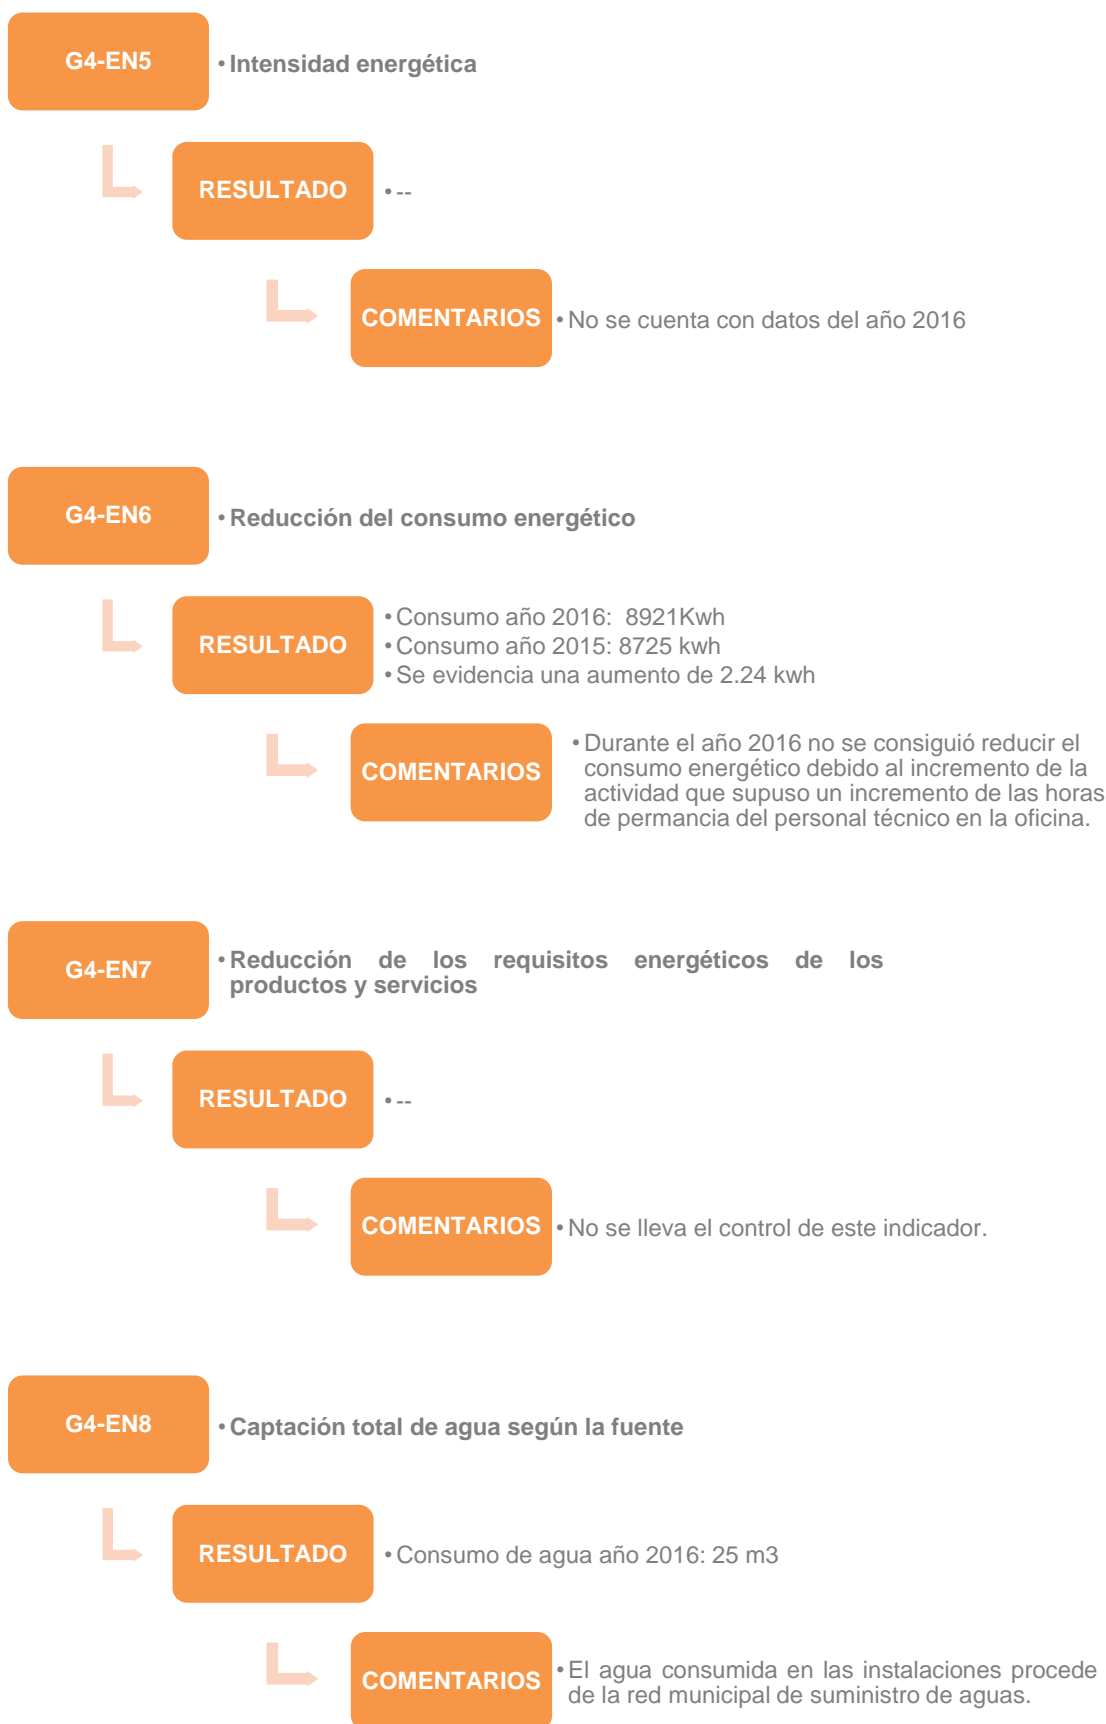 G4-EN5
• Intensidad energética
RESULTADO
• --
COMENTARIOS
• No se cuenta con datos del año 2016
G4-EN6
• Reducción del consumo energético
RESULTADO
• Consumo año 2016:  8921Kwh
• Consumo año 2015: 8725 kwh
• Se evidencia una aumento de 2.24 kwh
COMENTARIOS
• Durante el año 2016 no se consiguió reducir el
consumo energético debido al incremento de la
actividad que supuso un incremento de las horas
de permancia del personal técnico en la oficina.
G4-EN7
• Reducción de los requisitos energéticos de los
productos y servicios
RESULTADO
• --
COMENTARIOS
• No se lleva el control de este indicador.
G4-EN8
• Captación total de agua según la fuente
RESULTADO
• Consumo de agua año 2016: 25 m3
COMENTARIOS
• El agua consumida en las instalaciones procede
de la red municipal de suministro de aguas.